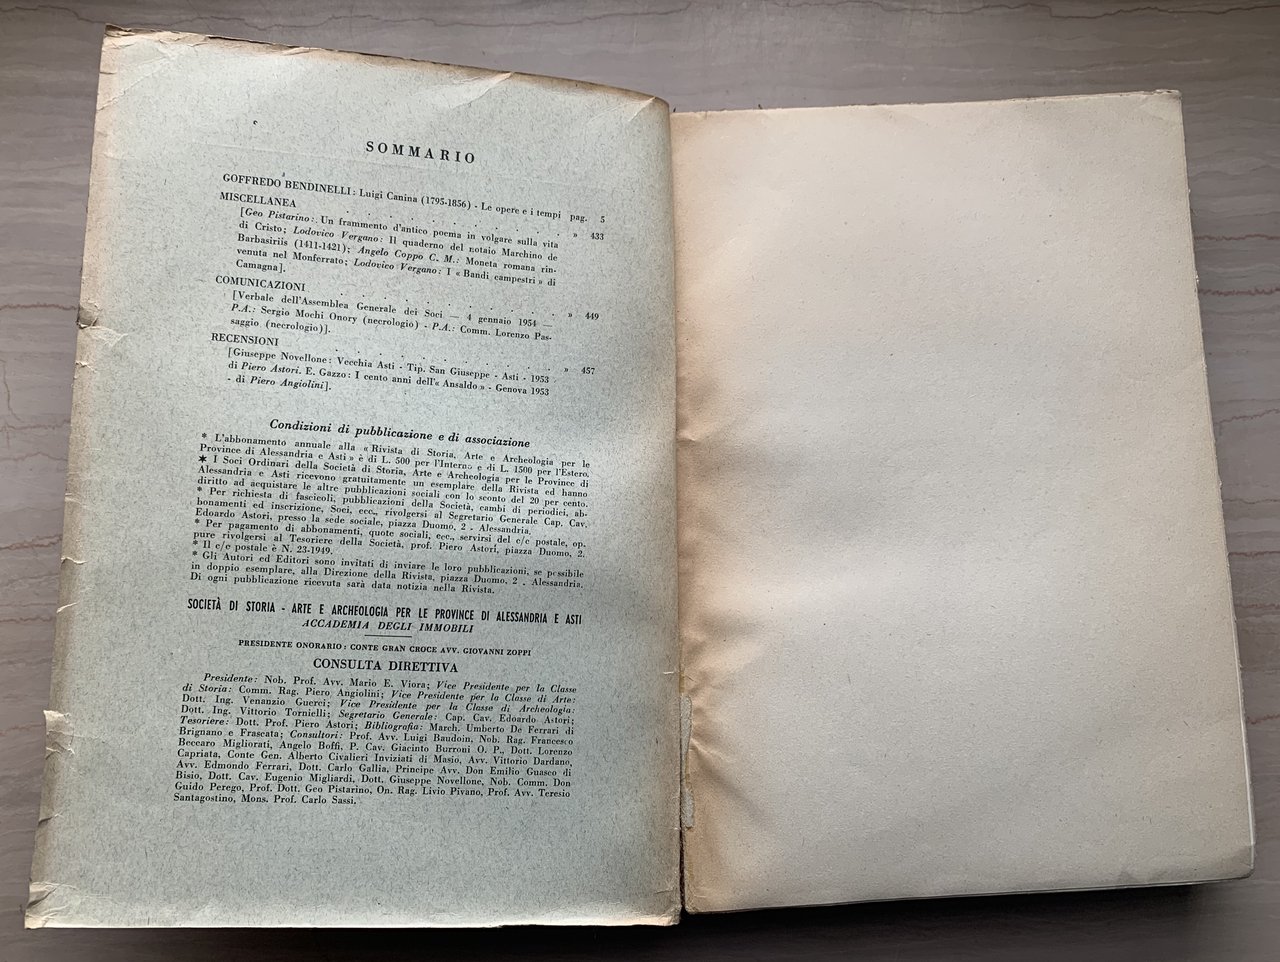 SOMMARIO
GOFFREDO BENDINELLI: Luigi Canina (1795-1856) - Le opere e i tempi pag. 5
MISCELLANEA . . . . . . . . . . » 433
[Geo Pistarino: Un frammento d'antico poema in volgare sulla vita
di Cristo; Lodovico Vergano: Il quaderno del notaio Marchino de
Barbasiriis (1411-1421); Angelo Coppo C. M.: Moneta romana rin-
venuta nel Monferrato; Lodovico Vergano: I « Bandi campestri » di
Camagna].
COMUNICAZIONI . . . . . . . . . . » 449
[Verbale dell'Assemblea Generale dei Soci — 4 gennaio 1954 —
P.A.: Sergio Mochi Onory (necrologio) - P.A.: Comm. Lorenzo Pas-
saggio (necrologio)].
RECENSIONI . . . . . . . . . . » 457
[Giuseppe Novellone: Vecchia Asti - Tip. San Giuseppe - Asti - 1953
di Piero Astori. E. Gazzo: I cento anni dell'« Ansaldo » - Genova 1953
- di Piero Angiolini].
Condizioni di pubblicazione e di associazione
* L'abbonamento annuale alla « Rivista di Storia, Arte e Archeologia per le
Province di Alessandria e Asti » è di L. 500 per l'Interno e di L. 1500 per l'Estero.
★ I Soci Ordinari della Società di Storia, Arte e Archeologia per le Province di
Alessandria e Asti ricevono gratuitamente un esemplare della Rivista ed hanno
diritto ad acquistare le altre pubblicazioni sociali con lo sconto del 20 per cento.
* Per richiesta di fascicoli, pubblicazioni della Società, cambi di periodici, ab-
bonamenti ed inscrizione, Soci, ecc., rivolgersi al Segretario Generale Cap. Cav.
Edoardo Astori, presso la sede sociale, piazza Duomo, 2 - Alessandria.
* Per pagamento di abbonamenti, quote sociali, ecc., servirsi del c/c postale, op.
pure rivolgersi al Tesoriere della Società, prof. Piero Astori, piazza Duomo, 2.
* Il c/c postale è N. 23-1949.
* Gli Autori ed Editori sono invitati di inviare le loro pubblicazioni, se possibile
in doppio esemplare, alla Direzione della Rivista, piazza Duomo, 2 - Alessandria.
Di ogni pubblicazione ricevuta sarà data notizia nella Rivista.
SOCIETÀ DI STORIA - ARTE E ARCHEOLOGIA PER LE PROVINCE DI ALESSANDRIA E ASTI
ACCADEMIA DEGLI IMMOBILI
PRESIDENTE ONORARIO: CONTE GRAN CROCE AVV. GIOVANNI ZOPPI
CONSULTA DIRETTIVA
Presidente: Nob. Prof. Avv. Mario E. Viora; Vice Presidente per la Classe
di Storia: Comm. Rag. Piero Angiolini; Vice Presidente per la Classe di Arte:
Dott. Ing. Venanzio Guerci; Vice Presidente per la Classe di Archeologia:
Dott. Ing. Vittorio Tornielli; Segretario Generale: Cap. Cav. Edoardo Astori;
Tesoriere: Dott. Prof. Piero Astori; Bibliografia: March. Umberto De Ferrari di
Brignano e Frascata; Consultori: Prof. Avv. Luigi Baudoin, Nob. Rag. Francesco
Beccaro Migliorati, Angelo Boffi, P. Cav. Giacinto Burroni O. P., Dott. Lorenzo
Capriata, Conte Gen. Alberto Civalieri Inviziati di Masio, Avv. Vittorio Dardano,
Avv. Edmondo Ferrari, Dott. Carlo Gallia, Principe Avv. Don Emilio Guasco di
Bisio, Dott. Cav. Eugenio Migliardi, Dott. Giuseppe Novellone, Nob. Comm. Don
Guido Perego, Prof. Dott. Geo Pistarino, On. Rag. Livio Pivano, Prof. Avv. Teresio
Santagostino, Mons. Prof. Carlo Sassi.